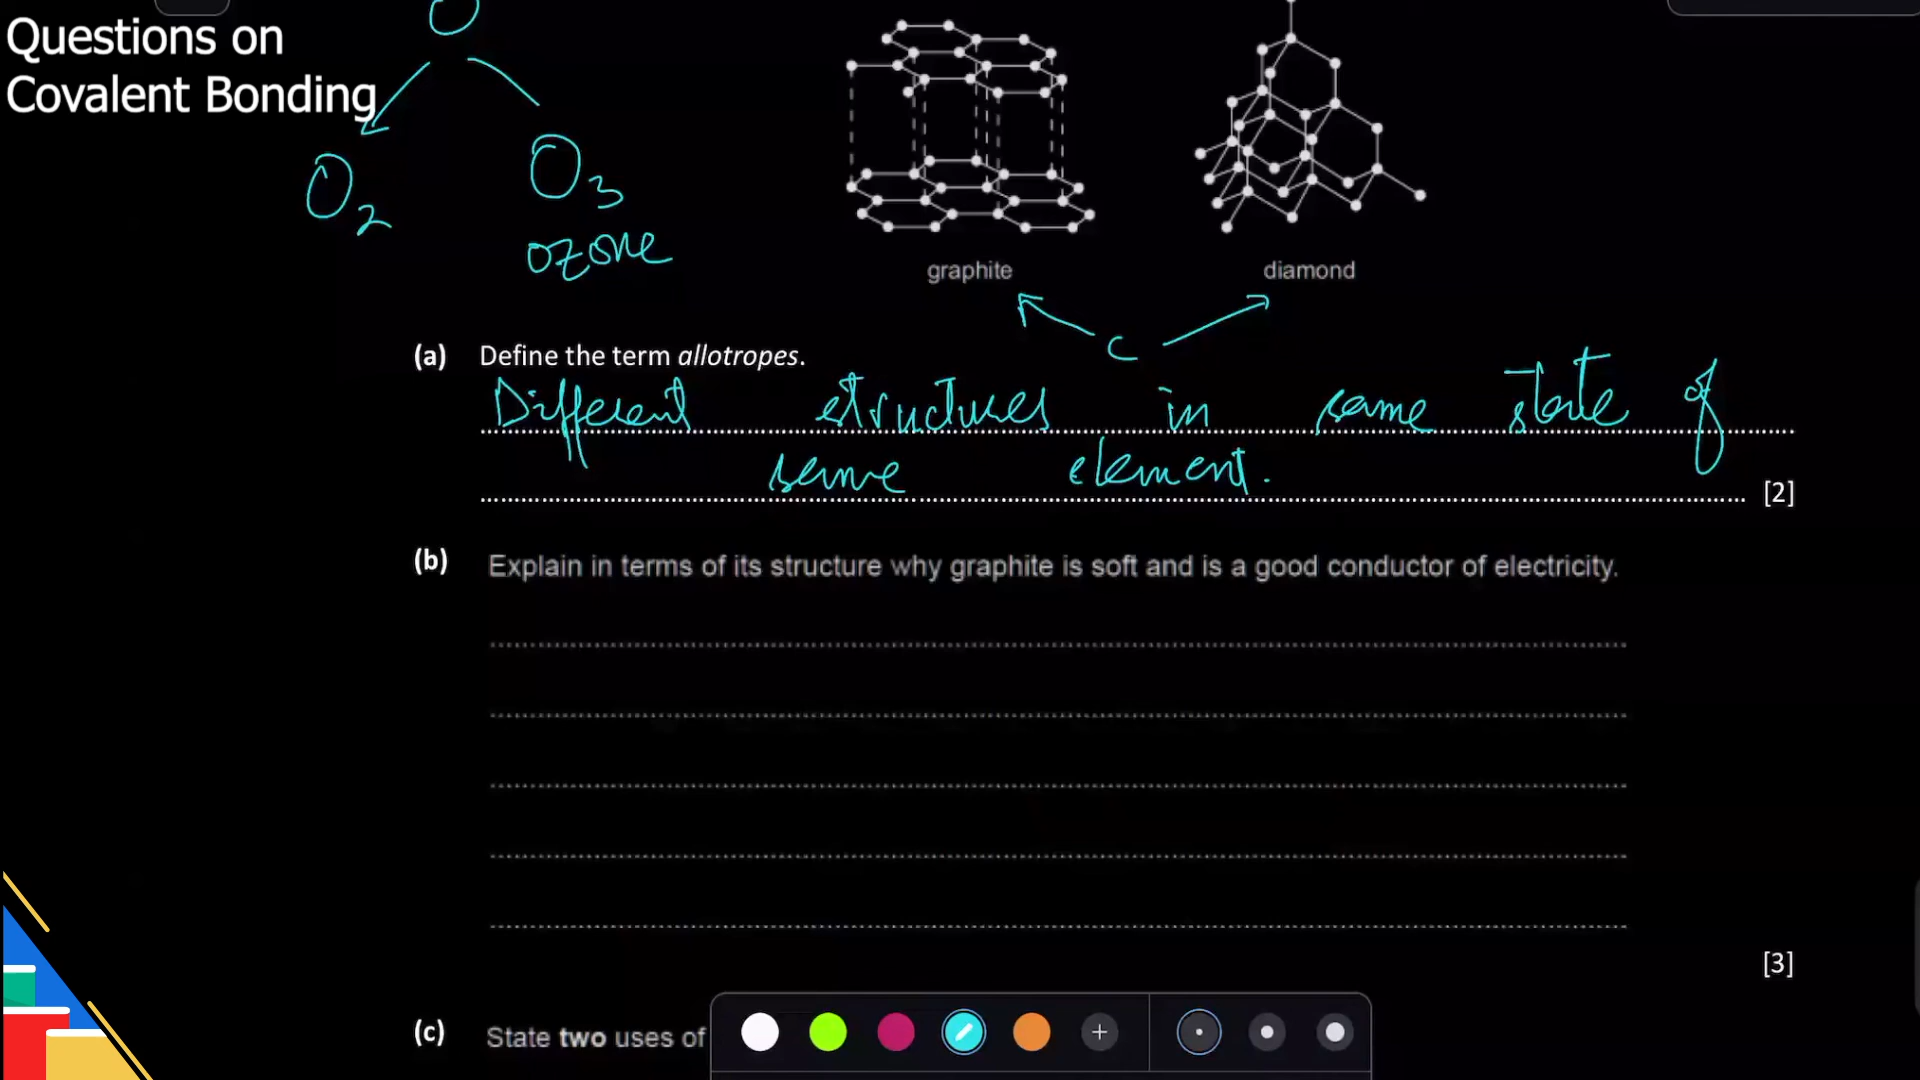 Questions on
Covalent Bonding
O
O2
O3
ozone
graphite
diamond
C
(a) Define the term allotropes.
Different structures in same state of
same element.
[2]
(b) Explain in terms of its structure why graphite is soft and is a good conductor of electricity.
[3]
(c) State two uses of